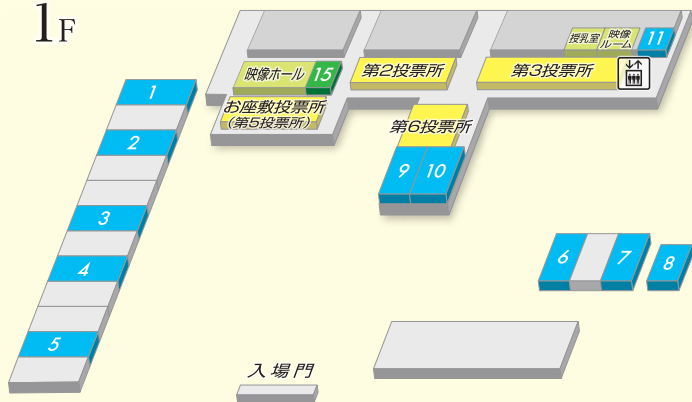 1F
授乳室
映像
ルーム
11
映像ホール
15
第2投票所
第3投票所
お座敷投票所
(第5投票所)
第6投票所
1
2
3
4
5
9
10
6
7
8
入場門